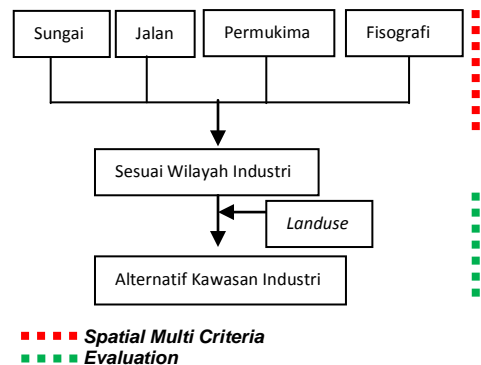 Sungai
Jalan
Permukima
Fisografi
Sesuai Wilayah Industri
Landuse
Alternatif Kawasan Industri
Spatial Multi Criteria
Evaluation